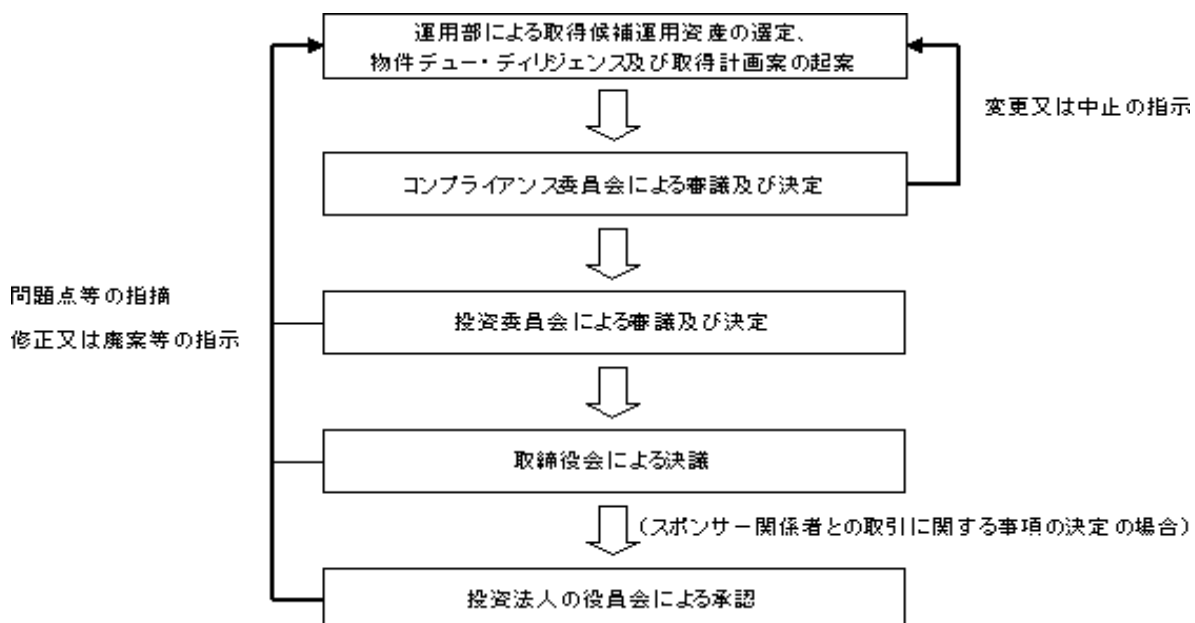 運用部による取得候補運用資産の選定、
物件デュー・ディリジェンス及び取得計画案の起案
変更又は中止の指示
コンプライアンス委員会による審議及び決定
問題点等の指摘
修正又は廃案等の指示
投資委員会による審議及び決定
取締役会による決議
（スポンサー関係者との取引に関する事項の決定の場合）
投資法人の役員会による承認